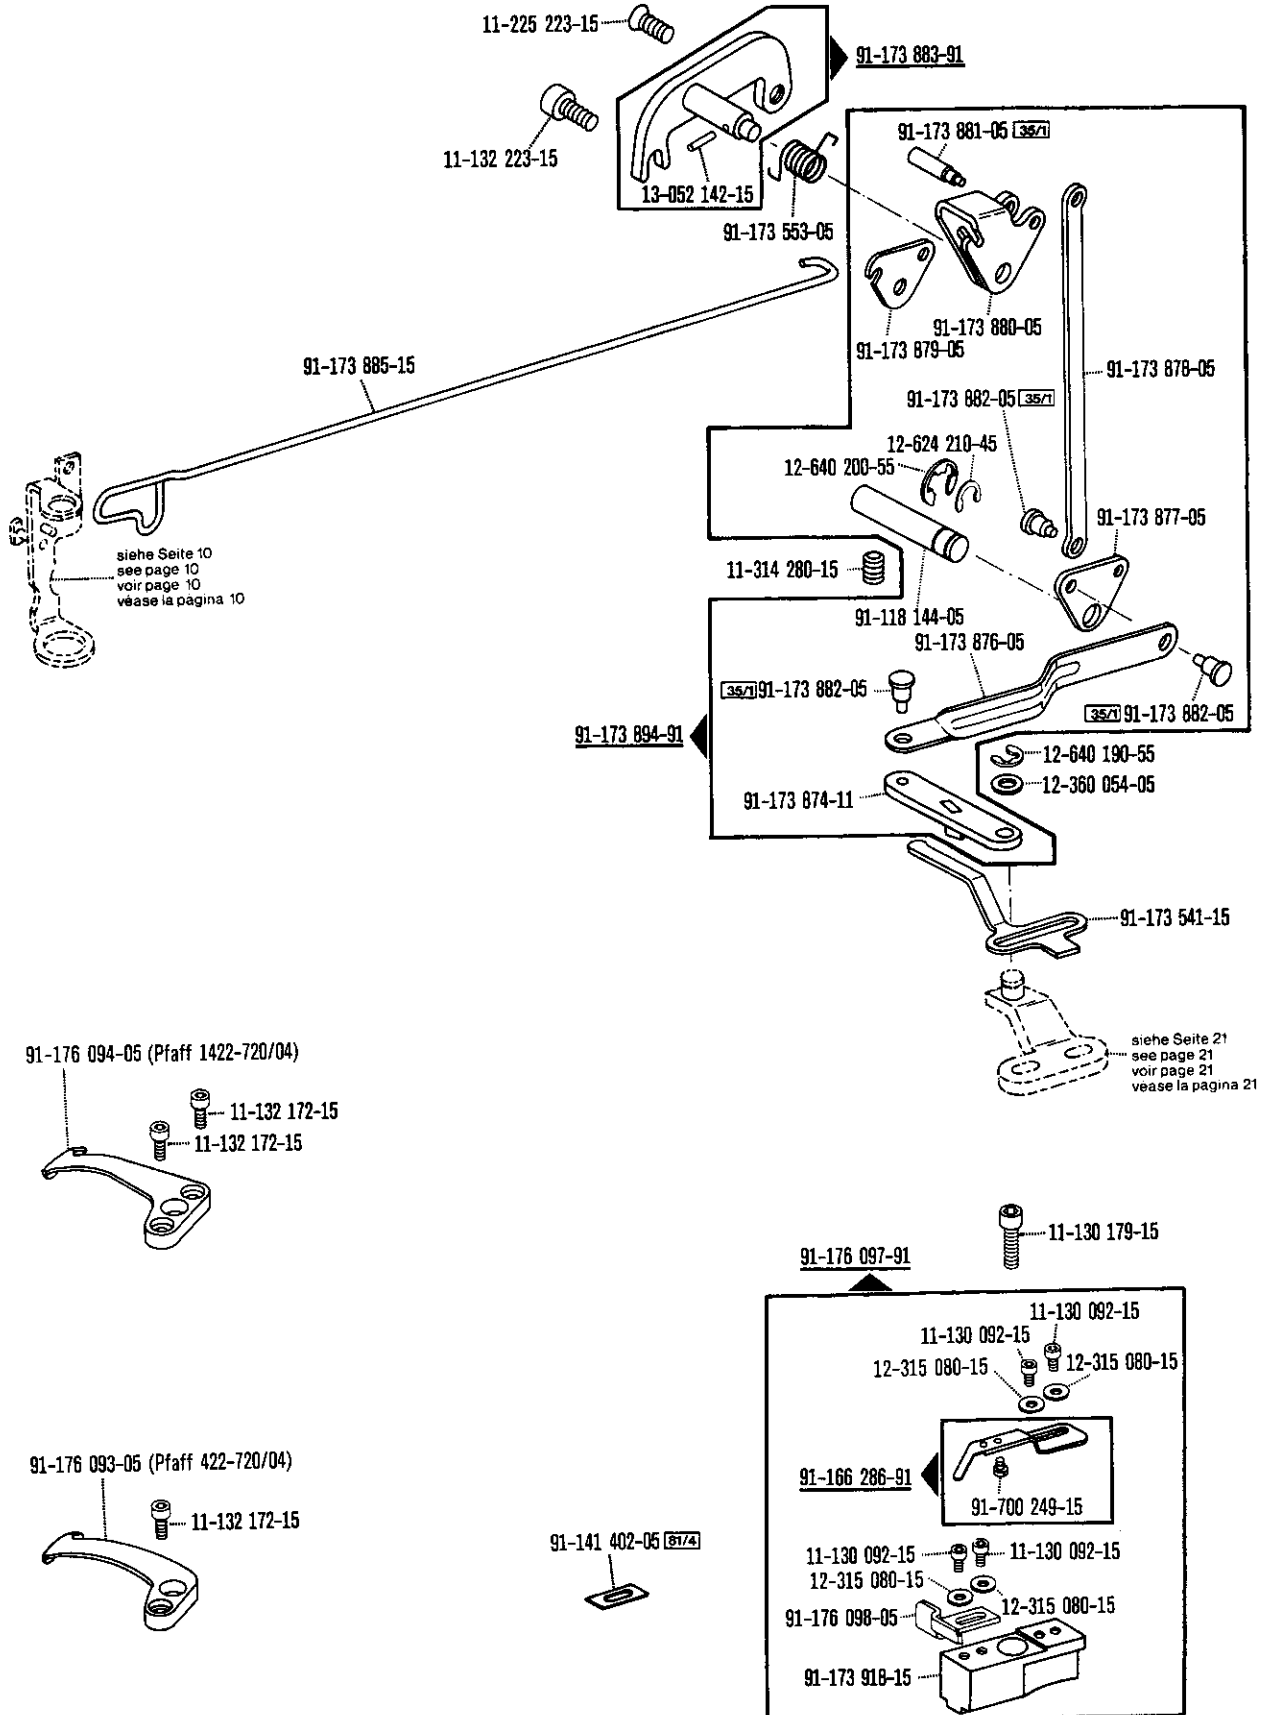 11-225 223-15
91-173 883-91
11-132 223-15
13-052 142-15
91-173 553-05
91-173 881-05 35/1
91-173 880-05
91-173 879-05
91-173 885-15
91-173 878-05
91-173 882-05 35/1
12-624 210-45
12-640 200-55
91-173 877-05
siehe Seite 10
see page 10
voir page 10
véase la pagina 10
11-314 280-15
91-118 144-05
91-173 876-05
35/1 91-173 882-05
35/1 91-173 882-05
91-173 894-91
12-640 190-55
12-360 054-05
91-173 874-11
91-173 541-15
siehe Seite 21
see page 21
voir page 21
véase la pagina 21
91-176 094-05 (Pfaff 1422-720/04)
11-132 172-15
11-132 172-15
11-130 179-15
91-176 097-91
11-130 092-15
11-130 092-15
12-315 080-15
12-315 080-15
91-176 093-05 (Pfaff 422-720/04)
91-166 286-91
91-700 249-15
11-132 172-15
91-141 402-05 81/4
11-130 092-15
11-130 092-15
12-315 080-15
12-315 080-15
91-176 098-05
91-173 918-15